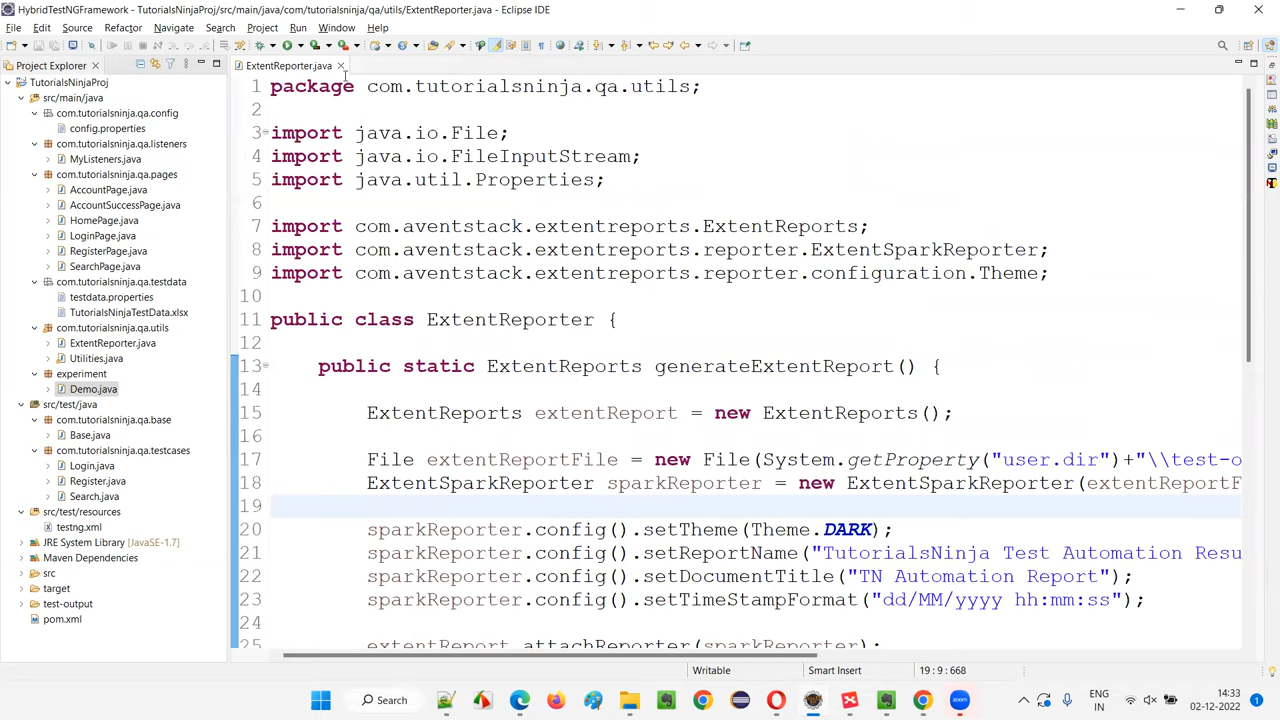 HybridTestNGFramework - TutorialsNinjaProj/src/main/java/com/tutorialsninja/qa/utils/ExtentReporter.java - Eclipse IDE
File Edit Source Refactor Navigate Search Project Run Window Help
Project Explorer
TutorialsNinjaProj
src/main/java
com.tutorialsninja.qa.config
config.properties
com.tutorialsninja.qa.listeners
MyListeners.java
com.tutorialsninja.qa.pages
AccountPage.java
AccountSuccessPage.java
HomePage.java
LoginPage.java
RegisterPage.java
SearchPage.java
com.tutorialsninja.qa.testdata
testdata.properties
TutorialsNinjaTestData.xlsx
com.tutorialsninja.qa.utils
ExtentReporter.java
Utilities.java
experiment
Demo.java
src/test/java
com.tutorialsninja.qa.base
Base.java
com.tutorialsninja.qa.testcases
Login.java
Register.java
Search.java
src/test/resources
testng.xml
JRE System Library [JavaSE-1.7]
Maven Dependencies
src
target
test-output
pom.xml
ExtentReporter.java
1 package com.tutorialsninja.qa.utils;
2
3 import java.io.File;
4 import java.io.FileInputStream;
5 import java.util.Properties;
6
7 import com.aventstack.extentreports.ExtentReports;
8 import com.aventstack.extentreports.reporter.ExtentSparkReporter;
9 import com.aventstack.extentreports.reporter.configuration.Theme;
10
11 public class ExtentReporter {
12
13 public static ExtentReports generateExtentReport() {
14
15 ExtentReports extentReport = new ExtentReports();
16
17 File extentReportFile = new File(System.getProperty("user.dir")+"\\test-o
18 ExtentSparkReporter sparkReporter = new ExtentSparkReporter(extentReportF
19
20 sparkReporter.config().setTheme(Theme.DARK);
21 sparkReporter.config().setReportName("TutorialsNinja Test Automation Resu
22 sparkReporter.config().setDocumentTitle("TN Automation Report");
23 sparkReporter.config().setTimeStampFormat("dd/MM/yyyy hh:mm:ss");
24
25 extentReport.attachReporter(sparkReporter);
Writable Smart Insert 19 : 9 : 668
Search
zoom
ENG
IN
14:33
02-12-2022
1